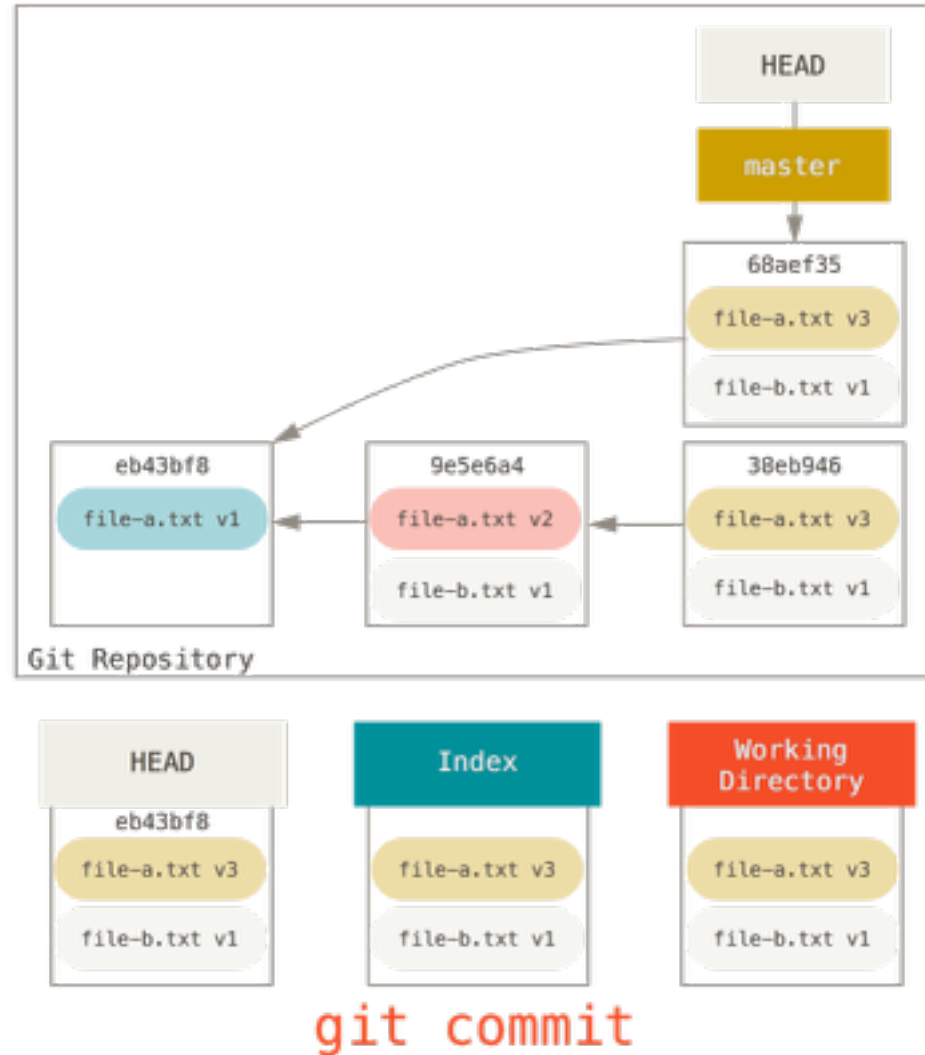 HEAD
master
68aef35
file-a.txt v3
file-b.txt v1
eb43bf8
file-a.txt v1
9e5e6a4
file-a.txt v2
file-b.txt v1
38eb946
file-a.txt v3
file-b.txt v1
Git Repository
HEAD
eb43bf8
file-a.txt v3
file-b.txt v1
Index
file-a.txt v3
file-b.txt v1
Working
Directory
file-a.txt v3
file-b.txt v1
git commit